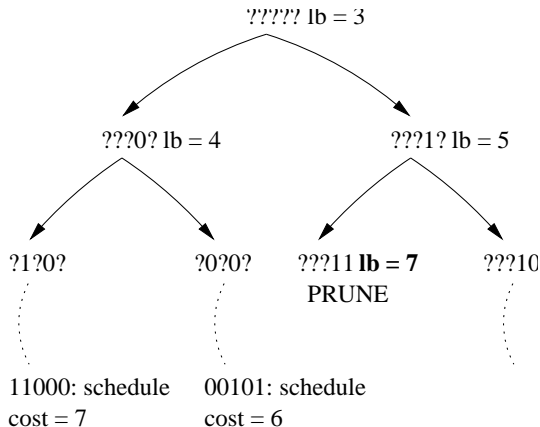 ????? lb = 3
???0? lb = 4
???1? lb = 5
?1?0?
?0?0?
???11 lb = 7
PRUNE
???10
11000: schedule
cost = 7
00101: schedule
cost = 6